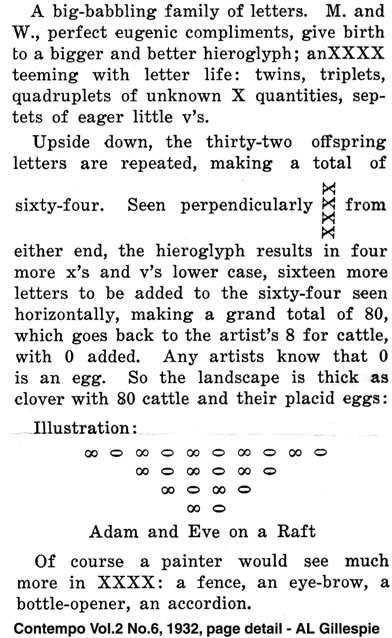 A big-babbling family of letters. M. and
W., perfect eugenic compliments, give birth
to a bigger and better hieroglyph; anXXXX
teeming with letter life: twins, triplets,
quadruplets of unknown X quantities, sep-
tets of eager little v's.
Upside down, the thirty-two offspring
letters are repeated, making a total of
sixty-four. Seen perpendicularly XXXX from
either end, the hieroglyph results in four
more x's and v's lower case, sixteen more
letters to be added to the sixty-four seen
horizontally, making a grand total of 80,
which goes back to the artist's 8 for cattle,
with 0 added. Any artists know that 0
is an egg. So the landscape is thick as
clover with 80 cattle and their placid eggs:
Illustration:
∞ 0 ∞ 0 ∞ 0 ∞ 0 ∞ 0
∞ 0 ∞ 0 ∞ 0
∞ 0 ∞ 0
∞ 0
Adam and Eve on a Raft
Of course a painter would see much
more in XXXX: a fence, an eye-brow, a
bottle-opener, an accordion.
Contempo Vol.2 No.6, 1932, page detail - AL Gillespie